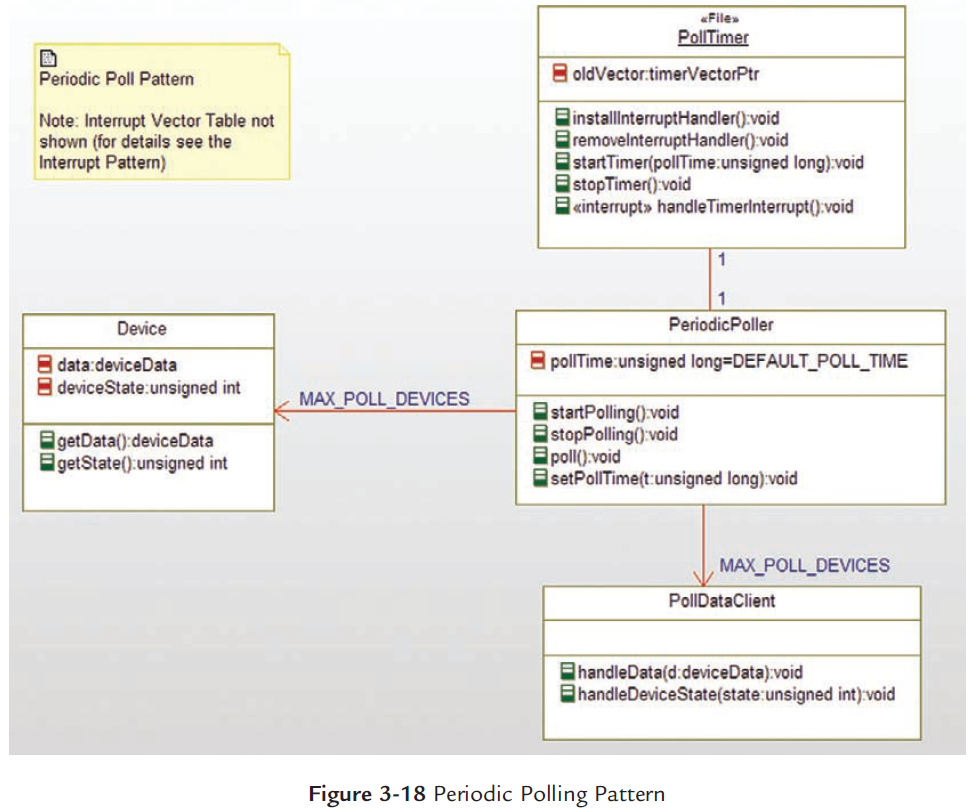 Periodic Poll Pattern
Note: Interrupt Vector Table not
shown (for details see the
Interrupt Pattern)
«File»
PollTimer
oldVector:timerVectorPtr
installInterruptHandler():void
removeInterruptHandler():void
startTimer(pollTime:unsigned long):void
stopTimer():void
«interrupt» handleTimerInterrupt():void
1
1
Device
data:deviceData
deviceState:unsigned int
getData():deviceData
getState():unsigned int
MAX_POLL_DEVICES
PeriodicPoller
pollTime:unsigned long=DEFAULT_POLL_TIME
startPolling():void
stopPolling():void
poll():void
setPollTime(t:unsigned long):void
MAX_POLL_DEVICES
PollDataClient
handleData(d:deviceData):void
handleDeviceState(state:unsigned int):void
Figure 3-18 Periodic Polling Pattern